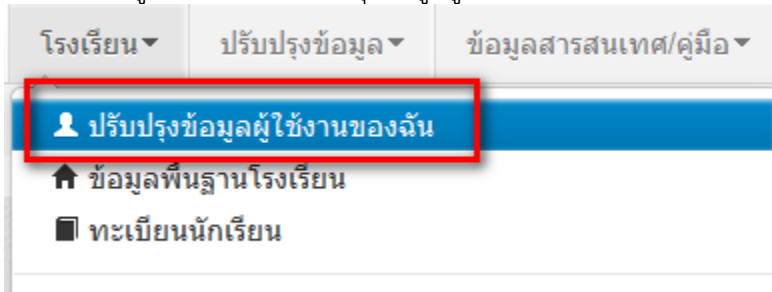 โรงเรียน ปรับปรุงข้อมูล ข้อมูลสารสนเทศ/คู่มือ
ปรับปรุงข้อมูลผู้ใช้งานของฉัน
ข้อมูลพื้นฐานโรงเรียน
ทะเบียนนักเรียน